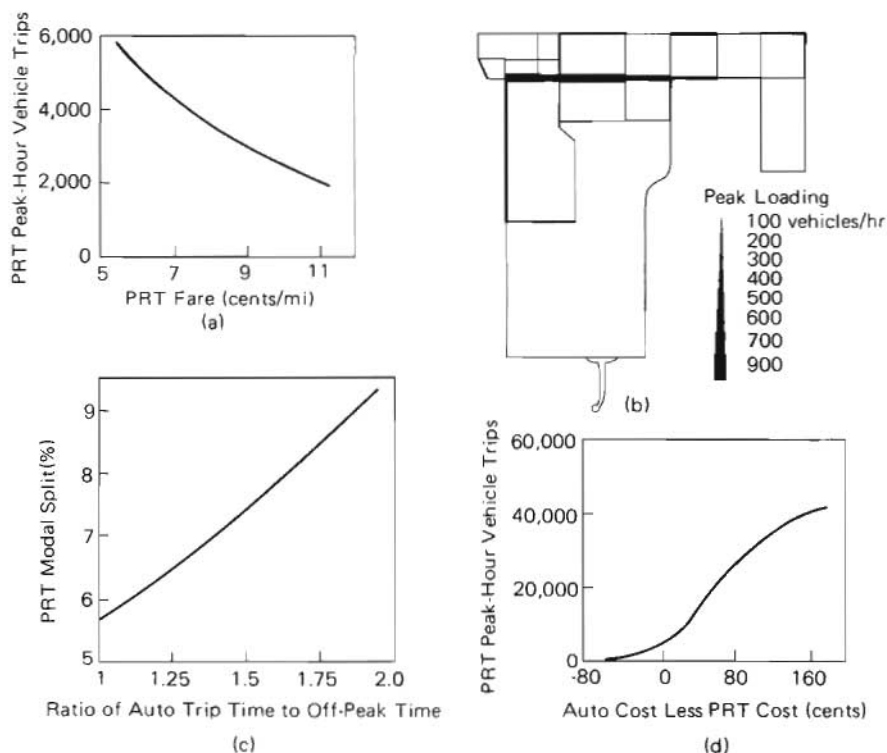 PRT Peak-Hour Vehicle Trips
6,000
4,000
2,000
0
5 7 9 11
PRT Fare (cents/mi)
(a)
Peak Loading
100 vehicles/hr
200
300
400
500
600
700
900
(b)
PRT Modal Split(%)
9
8
7
6
5
1 1.25 1.5 1.75 2.0
Ratio of Auto Trip Time to Off-Peak Time
(c)
PRT Peak-Hour Vehicle Trips
60,000
40,000
20,000
0
-80 0 80 160
Auto Cost Less PRT Cost (cents)
(d)